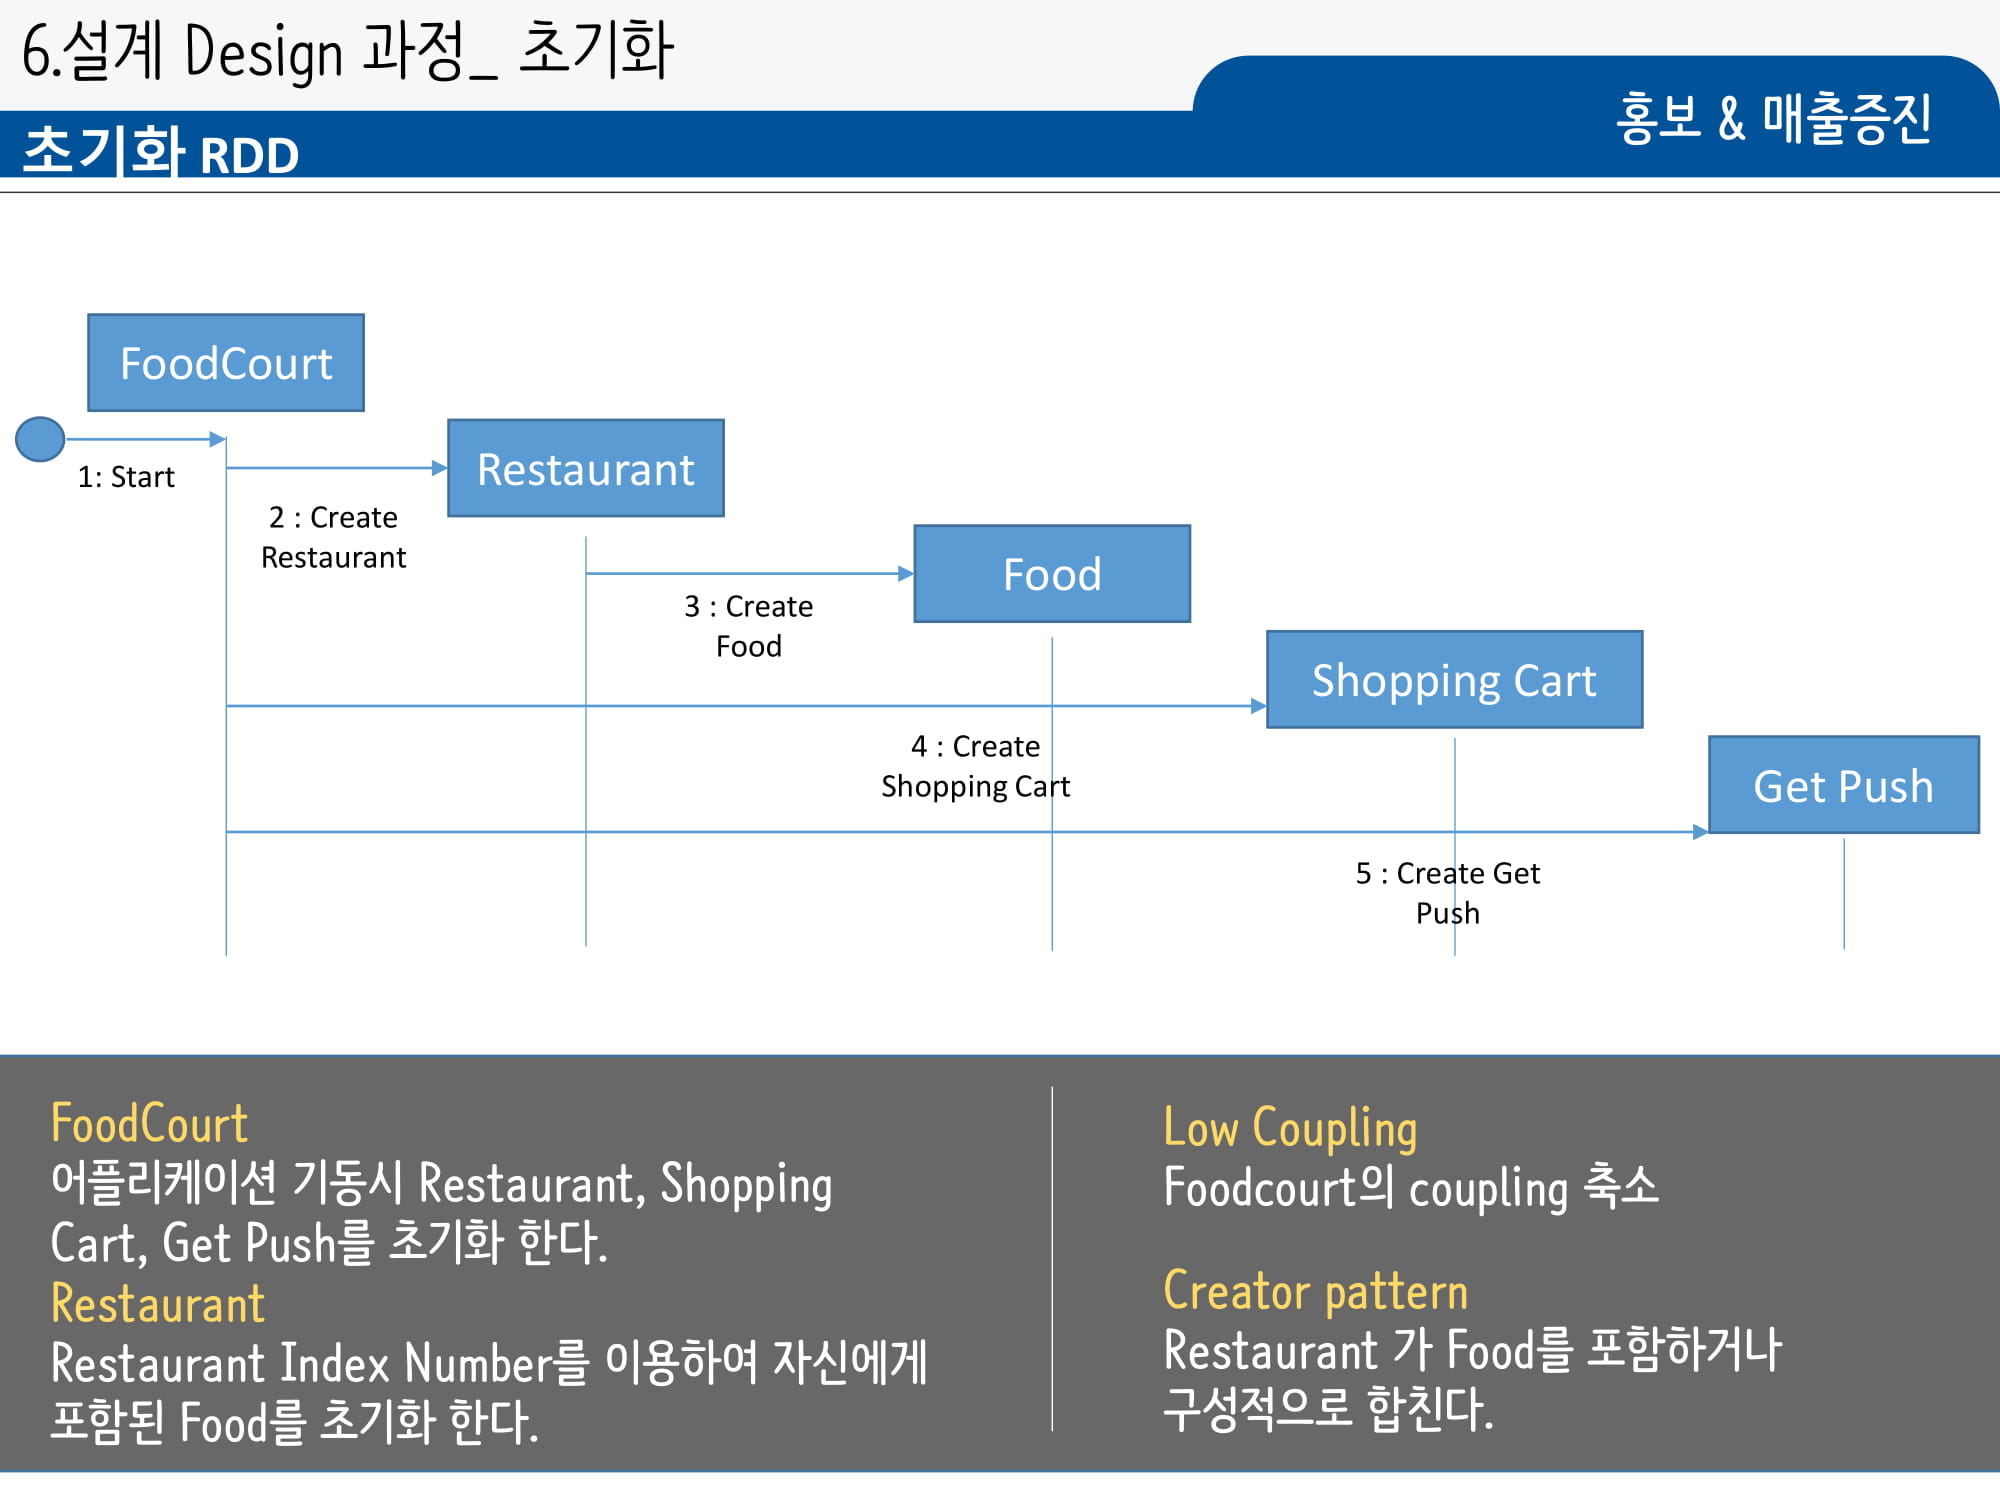 6.설계 Design 과정_ 초기화
홍보 & 매출증진
초기화 RDD
FoodCourt
1: Start
Restaurant
2 : Create
Restaurant
Food
3 : Create
Food
Shopping Cart
4 : Create
Shopping Cart
Get Push
5 : Create Get
Push
FoodCourt
어플리케이션 기동시 Restaurant, Shopping
Cart, Get Push를 초기화 한다.
Restaurant
Restaurant Index Number를 이용하여 자신에게
포함된 Food를 초기화 한다.
Low Coupling
Foodcourt의 coupling 축소
Creator pattern
Restaurant 가 Food를 포함하거나
구성적으로 합친다.